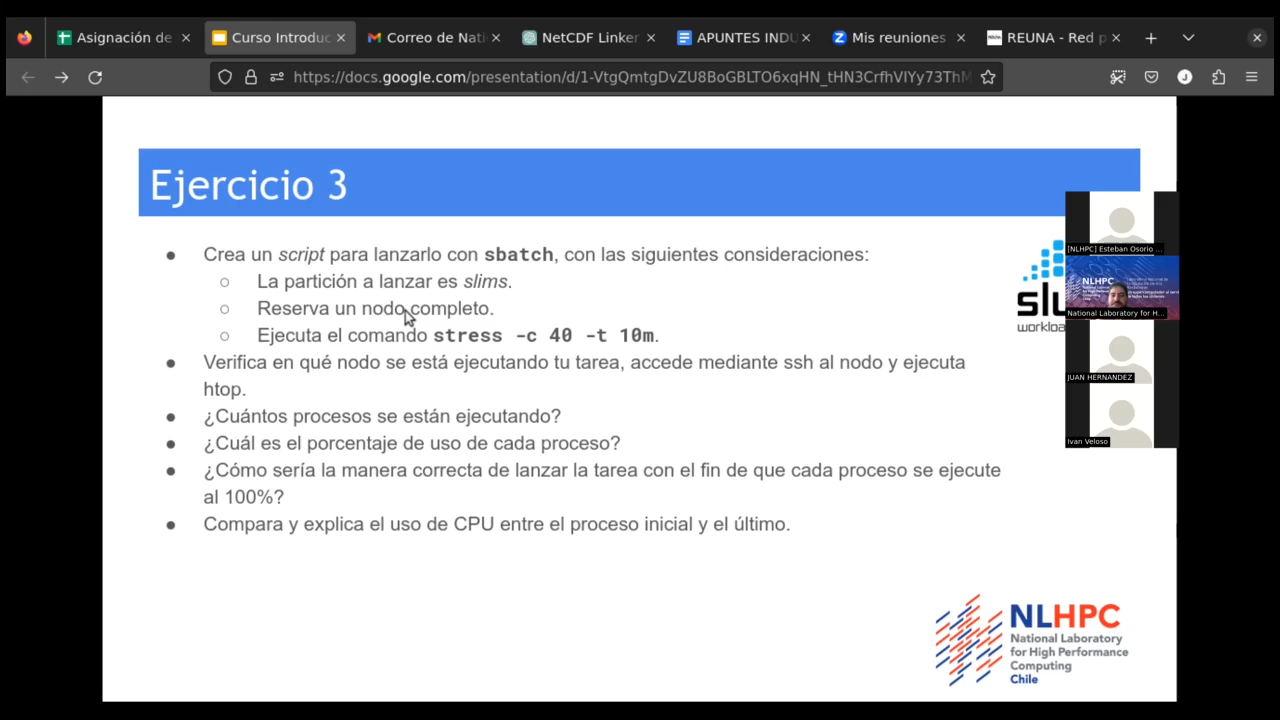 Asignación de
Curso Introduc
Correo de Nati
NetCDF Linker
APUNTES INDU
Mis reuniones
REUNA - Red p
https://docs.google.com/presentation/d/1-VtgQmtgDvZU8BoGBLTO6xqHN_tHN3CrfhVIYy73ThM
J
Ejercicio 3
● Crea un script para lanzarlo con sbatch, con las siguientes consideraciones:
○ La partición a lanzar es slims.
○ Reserva un nodo completo.
○ Ejecuta el comando stress -c 40 -t 10m.
● Verifica en qué nodo se está ejecutando tu tarea, accede mediante ssh al nodo y ejecuta
htop.
● ¿Cuántos procesos se están ejecutando?
● ¿Cuál es el porcentaje de uso de cada proceso?
● ¿Cómo sería la manera correcta de lanzar la tarea con el fin de que cada proceso se ejecute
al 100%?
● Compara y explica el uso de CPU entre el proceso inicial y el último.
slu
workloa
[NLHPC] Esteban Osorio ...
NLHPC
National Laboratory for H...
JUAN HERNANDEZ
Ivan Veloso
NLHPC
National Laboratory
for High Performance
Computing
Chile